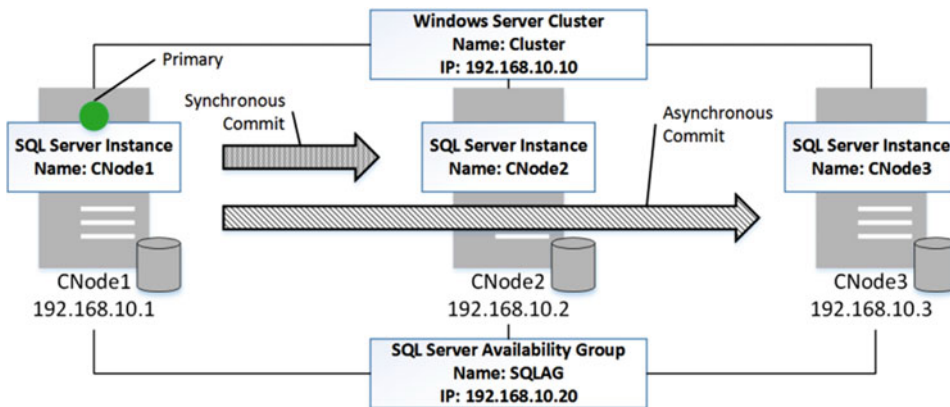 Windows Server Cluster
Name: Cluster
IP: 192.168.10.10
Primary
Synchronous
Commit
Asynchronous
Commit
SQL Server Instance
Name: CNode1
SQL Server Instance
Name: CNode2
SQL Server Instance
Name: CNode3
CNode1
192.168.10.1
CNode2
192.168.10.2
CNode3
192.168.10.3
SQL Server Availability Group
Name: SQLAG
IP: 192.168.10.20